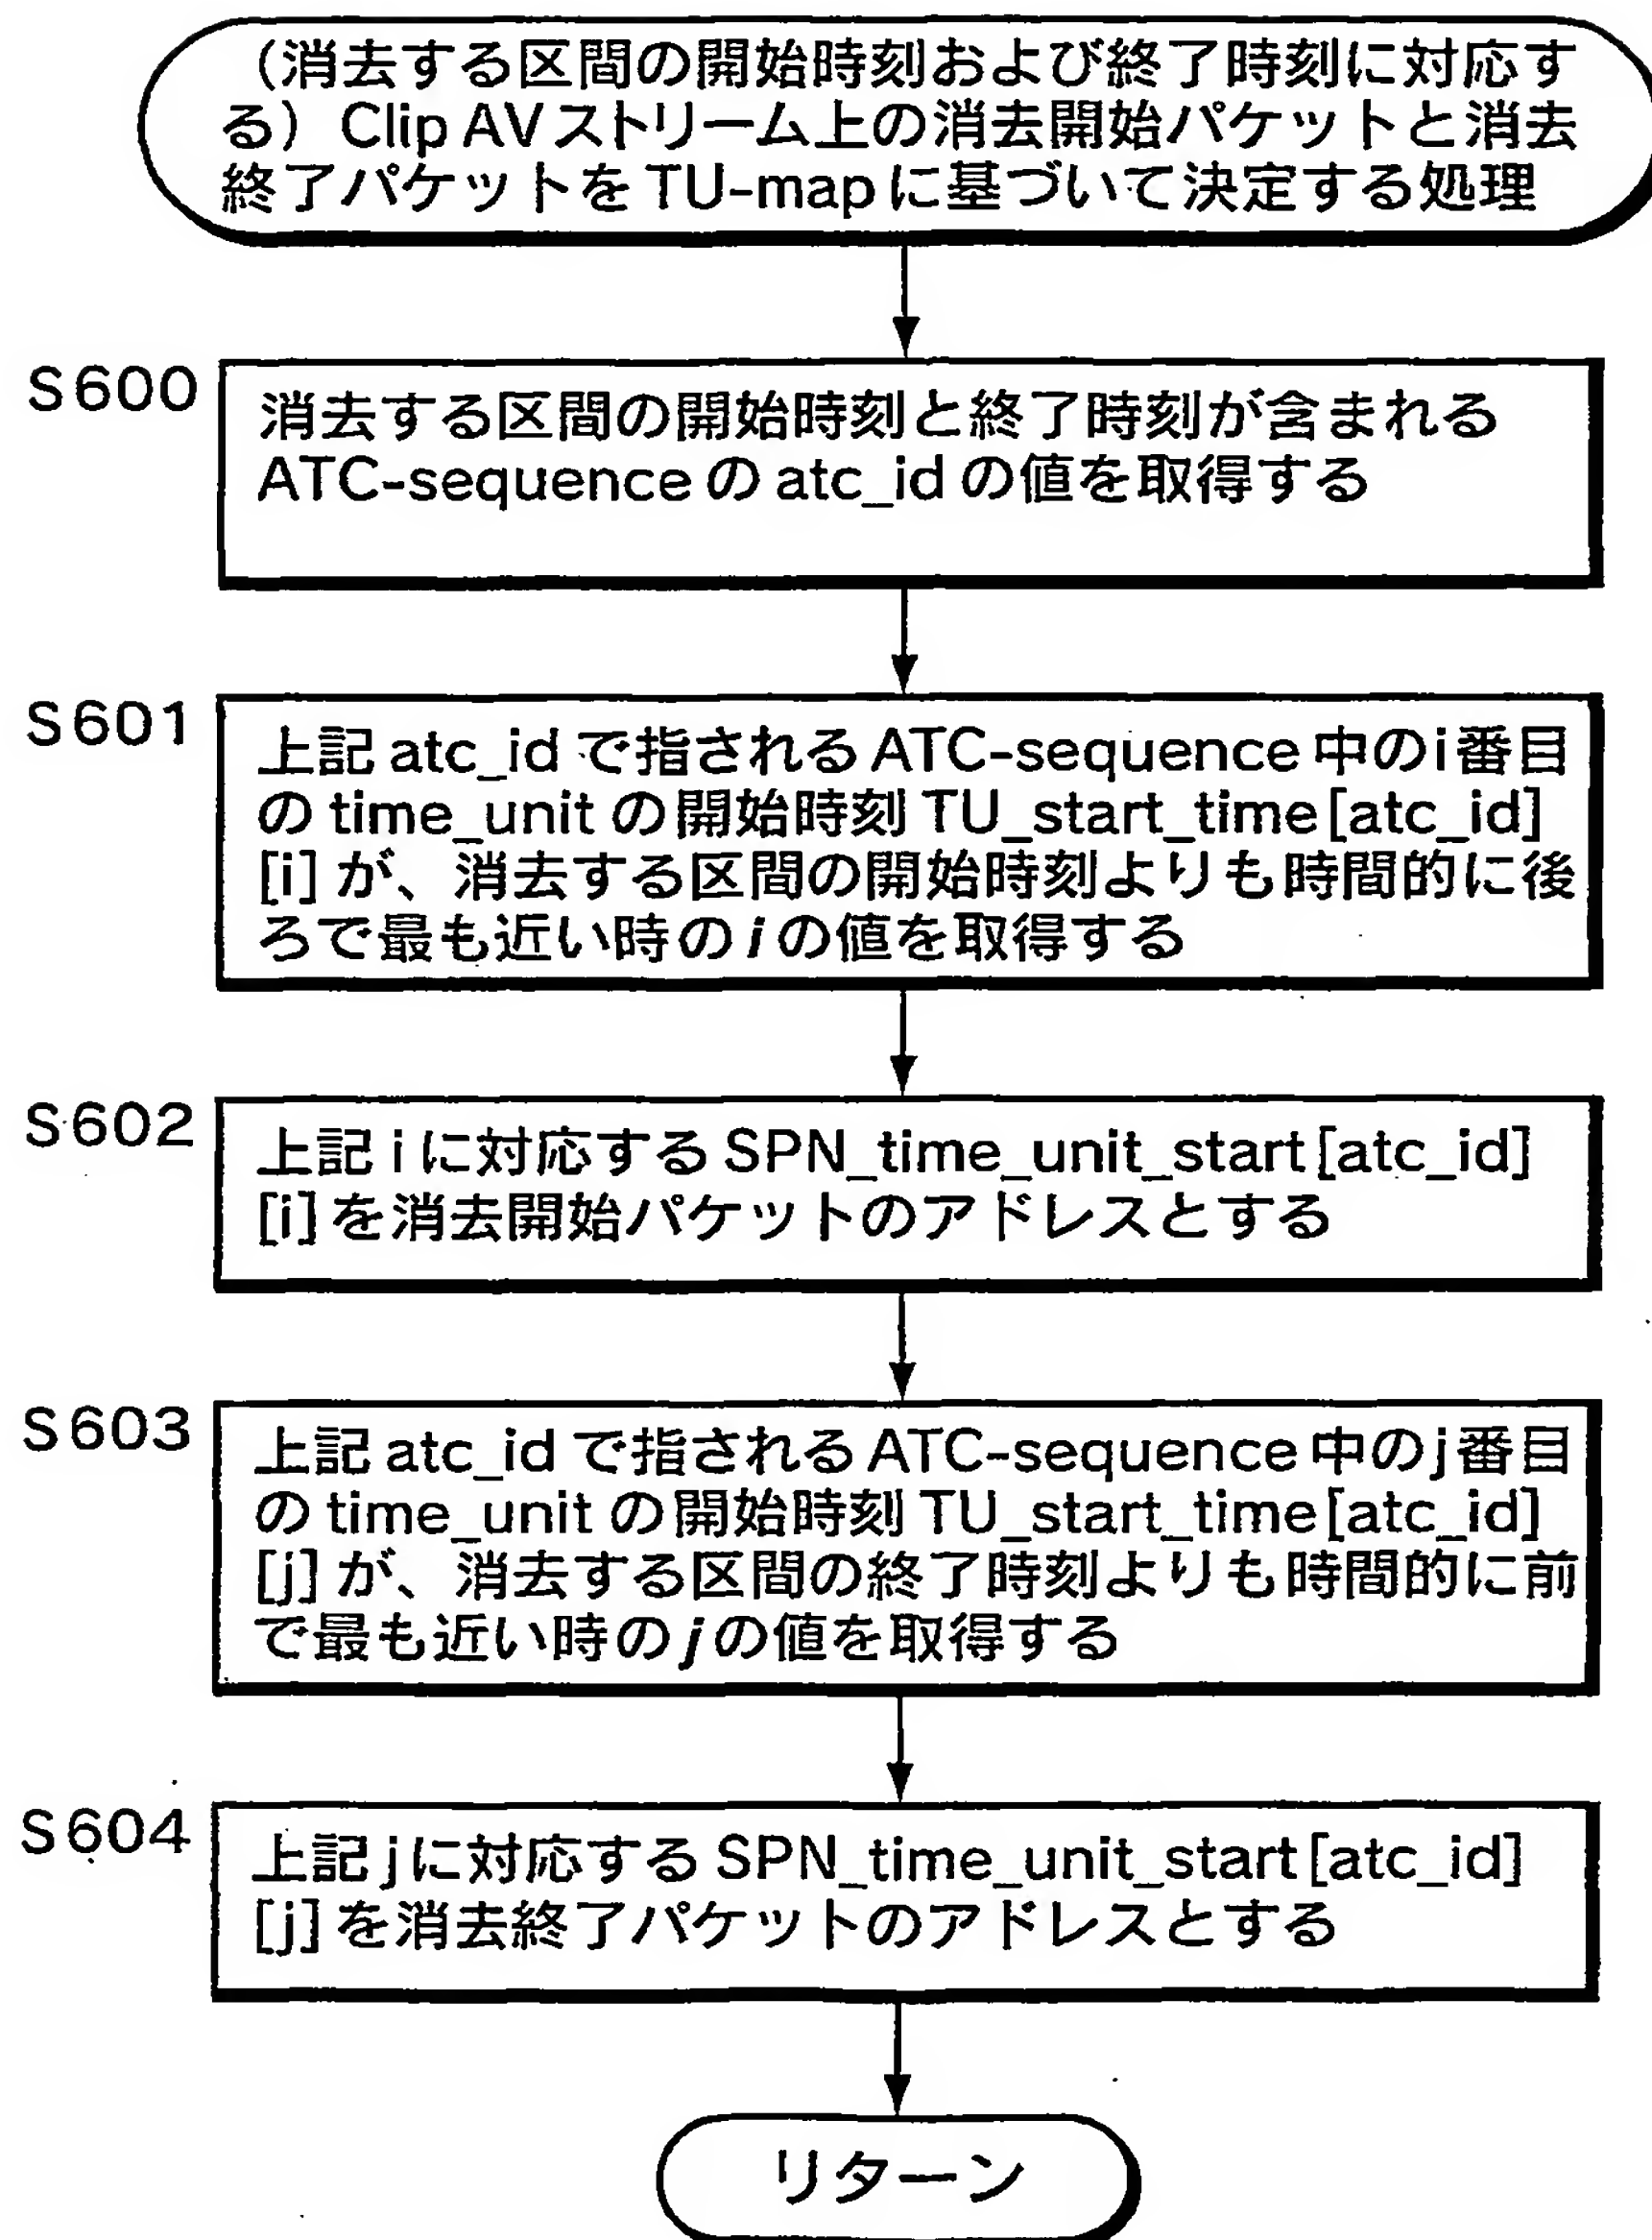 （消去する区間の開始時刻および終了時刻に対応す
る）Clip AVストリーム上の消去開始パケットと消去
終了パケットをTU-mapに基づいて決定する処理
S600
消去する区間の開始時刻と終了時刻が含まれる
ATC-sequenceのatc_idの値を取得する
S601
上記atc_idで指されるATC-sequence中のi番目
のtime_unitの開始時刻TU_start_time[atc_id]
[i]が、消去する区間の開始時刻よりも時間的に後
ろで最も近い時のiの値を取得する
S602
上記iに対応するSPN_time_unit_start[atc_id]
[i]を消去開始パケットのアドレスとする
S603
上記atc_idで指されるATC-sequence中のj番目
のtime_unitの開始時刻TU_start_time[atc_id]
[j]が、消去する区間の終了時刻よりも時間的に前
で最も近い時のjの値を取得する
S604
上記jに対応するSPN_time_unit_start[atc_id]
[j]を消去終了パケットのアドレスとする
リターン